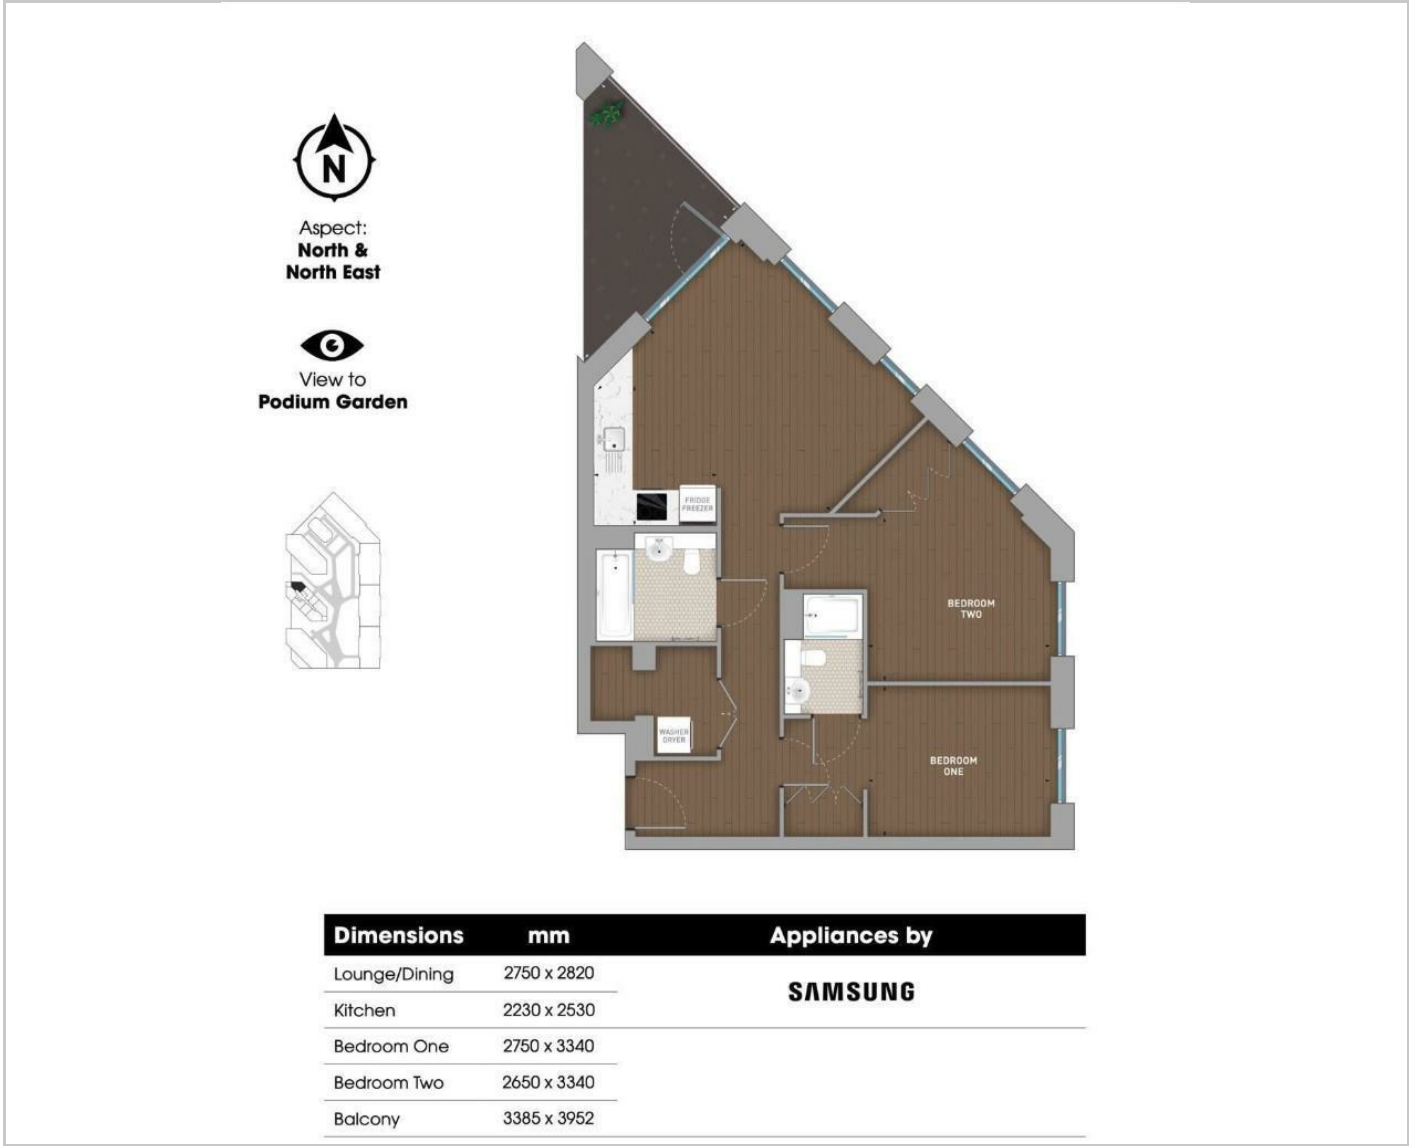 N
Aspect:
North &
North East
View to
Podium Garden
FRIDGE
FREEZER
BEDROOM
TWO
WASHER
DRYER
BEDROOM
ONE
Dimensions mm Appliances by
Lounge/Dining 2750 x 2820
SAMSUNG
Kitchen 2230 x 2530
Bedroom One 2750 x 3340
Bedroom Two 2650 x 3340
Balcony 3385 x 3952